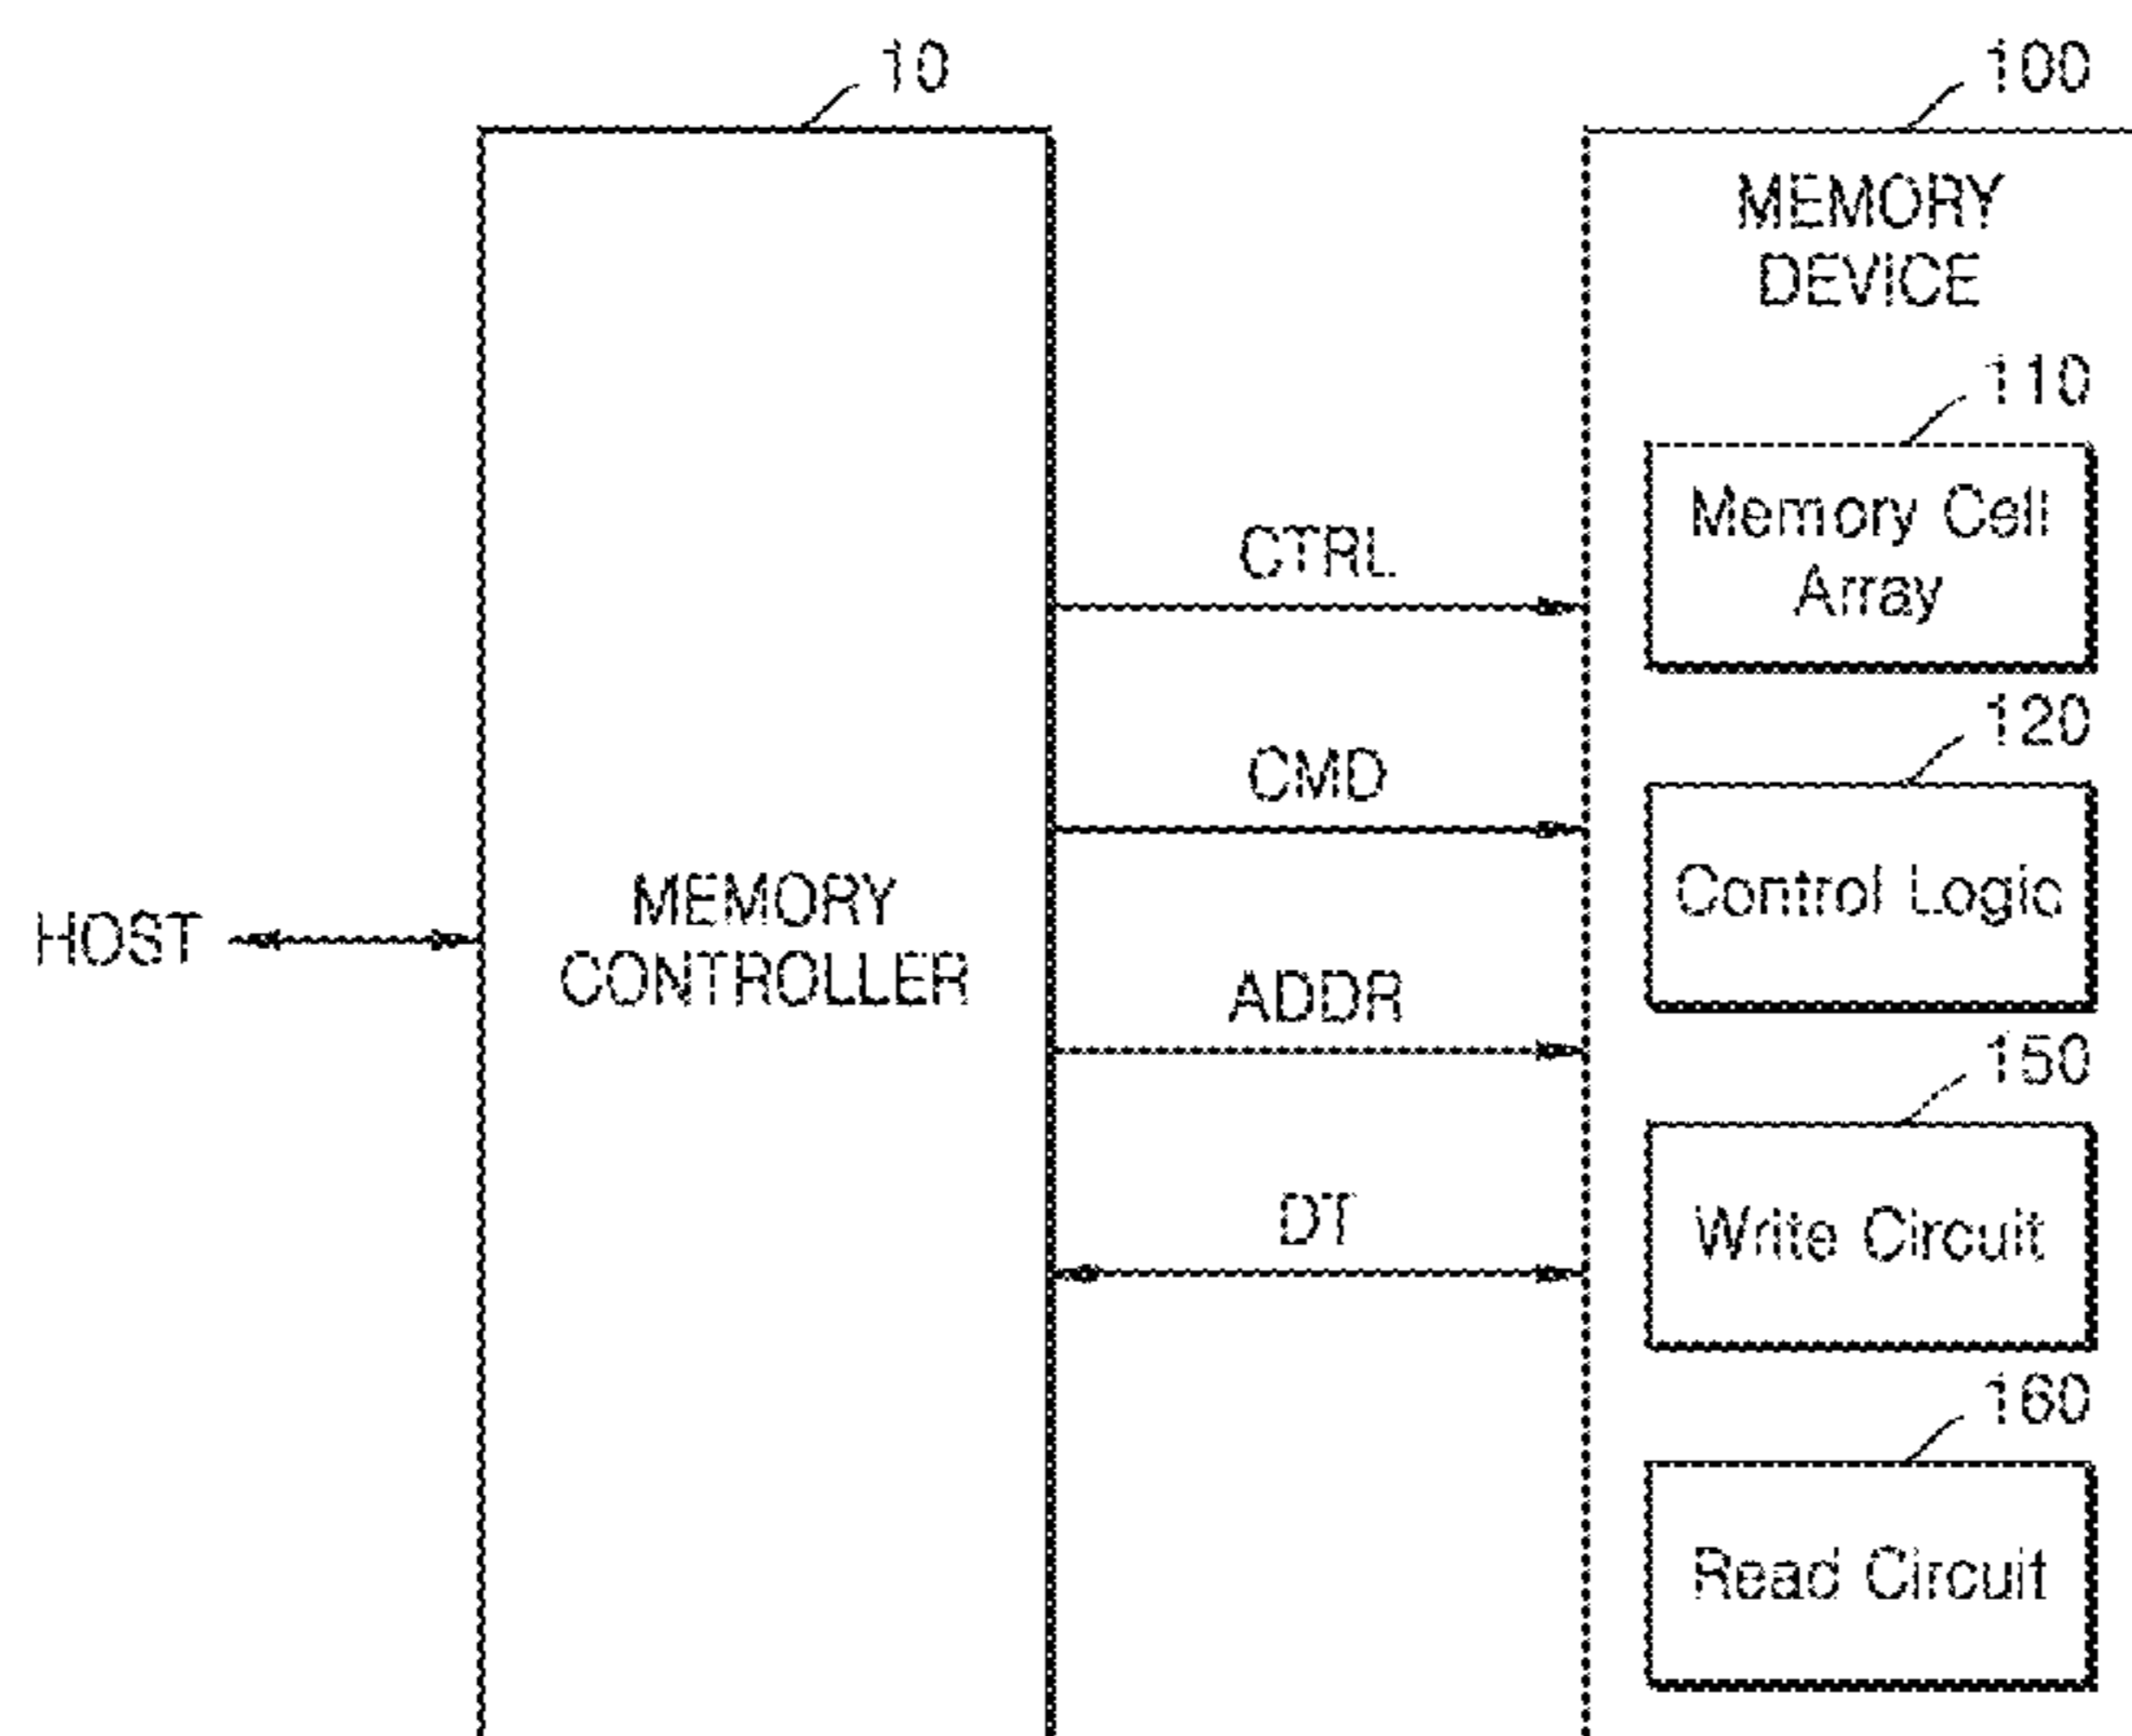 10
100
MEMORY
DEVICE
110
Memory Cell
Array
CTRL
120
CMD
Control Logic
HOST
MEMORY
CONTROLLER
ADDR
150
DT
Write Circuit
160
Read Circuit